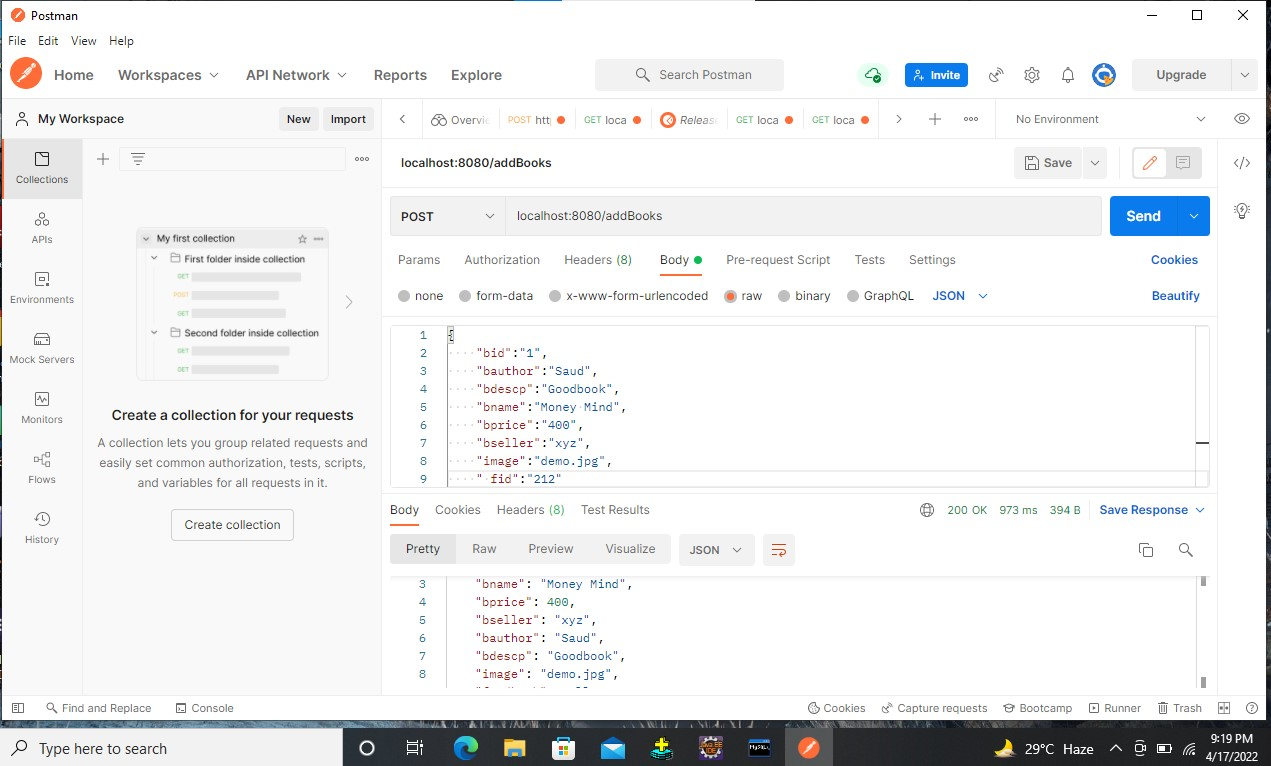 Postman
File Edit View Help
Home Workspaces API Network Reports Explore Search Postman Invite Upgrade
My Workspace New Import Overvie POST htt GET loca Release GET loca GET loca No Environment
Collections
APIs
Environments
Mock Servers
Monitors
Flows
History
My first collection
First folder inside collection
GET
POST
GET
Second folder inside collection
GET
GET
Create a collection for your requests
A collection lets you group related requests and
easily set common authorization, tests, scripts,
and variables for all requests in it.
Create collection
localhost:8080/addBooks Save
POST localhost:8080/addBooks Send
Params Authorization Headers (8) Body Pre-request Script Tests Settings Cookies
none form-data x-www-form-urlencoded raw binary GraphQL JSON Beautify
1 {
2 "bid":"1",
3 "bauthor":"Saud",
4 "bdescp":"Goodbook",
5 "bname":"Money Mind",
6 "bprice":"400",
7 "bseller":"xyz",
8 "image":"demo.jpg",
9 " fid":"212"
Body Cookies Headers (8) Test Results 200 OK 973 ms 394 B Save Response
Pretty Raw Preview Visualize JSON
3 "bname": "Money Mind",
4 "bprice": 400,
5 "bseller": "xyz",
6 "bauthor": "Saud",
7 "bdescp": "Goodbook",
8 "image": "demo.jpg",
Find and Replace Console Cookies Capture requests Bootcamp Runner Trash
Type here to search 29°C Haze 9:19 PM
4/17/2022